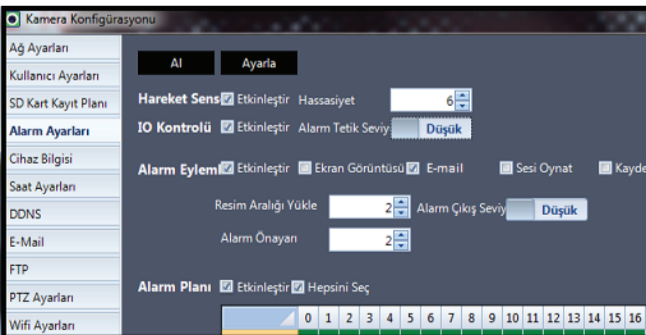 Kamera Konfigürasyonu
Ağ Ayarları
Kullanıcı Ayarları
SD Kart Kayıt Planı
Alarm Ayarları
Cihaz Bilgisi
Saat Ayarları
DDNS
E-Mail
FTP
PTZ Ayarları
Wifi Ayarları
Al Ayarla
Hareket Sens Etkinleştir Hassasiyet 6
IO Kontrolü Etkinleştir Alarm Tetik Seviy Düşük
Alarm Eylemi Etkinleştir Ekran Görüntüsü E-mail Sesi Oynat Kayde
Resim Aralığı Yükle 2 Alarm Çıkış Seviy Düşük
Alarm Önayarı 2
Alarm Planı Etkinleştir Hepsini Seç
0 1 2 3 4 5 6 7 8 9 10 11 12 13 14 15 16